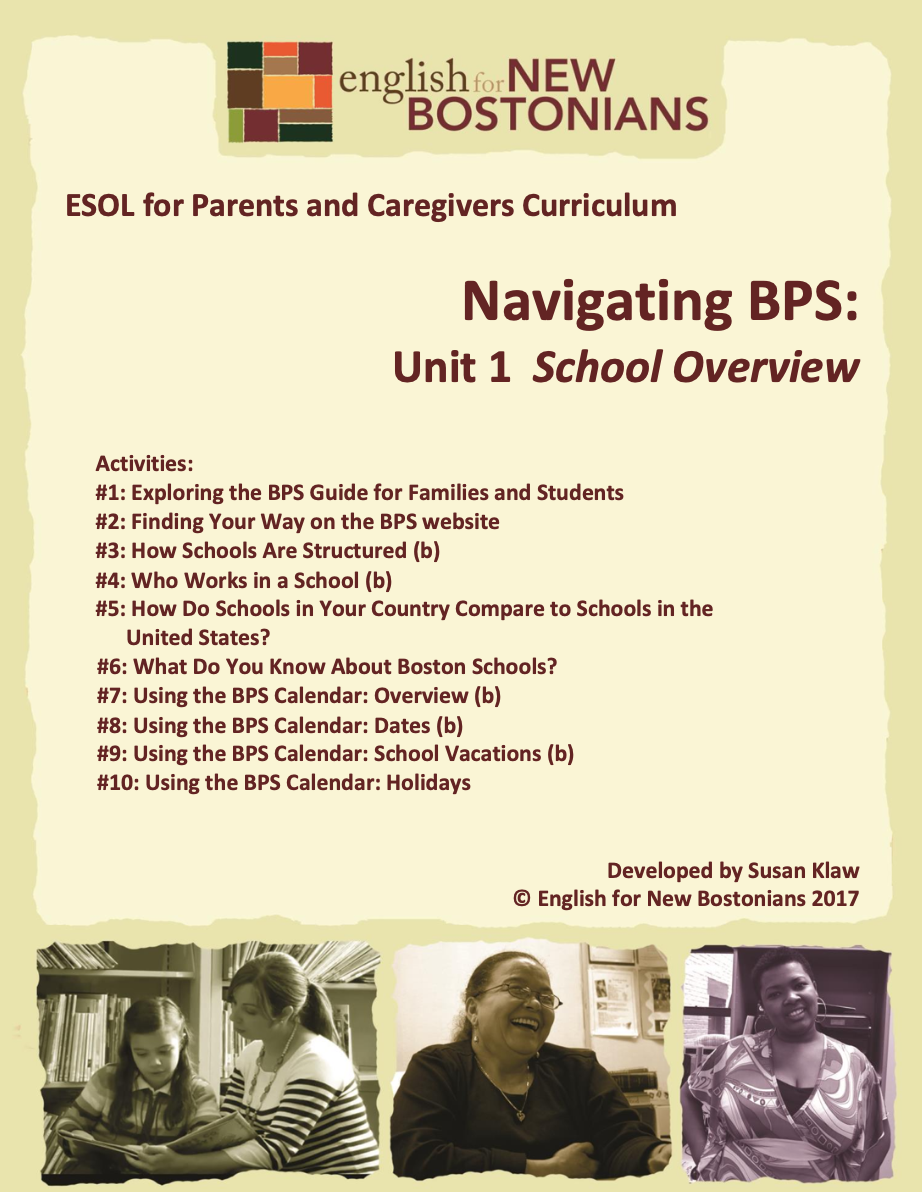 english for NEW
BOSTONIANS
ESOL for Parents and Caregivers Curriculum
Navigating BPS:
Unit 1 School Overview
Activities:
#1: Exploring the BPS Guide for Families and Students
#2: Finding Your Way on the BPS website
#3: How Schools Are Structured (b)
#4: Who Works in a School (b)
#5: How Do Schools in Your Country Compare to Schools in the
United States?
#6: What Do You Know About Boston Schools?
#7: Using the BPS Calendar: Overview (b)
#8: Using the BPS Calendar: Dates (b)
#9: Using the BPS Calendar: School Vacations (b)
#10: Using the BPS Calendar: Holidays
Developed by Susan Klaw
© English for New Bostonians 2017